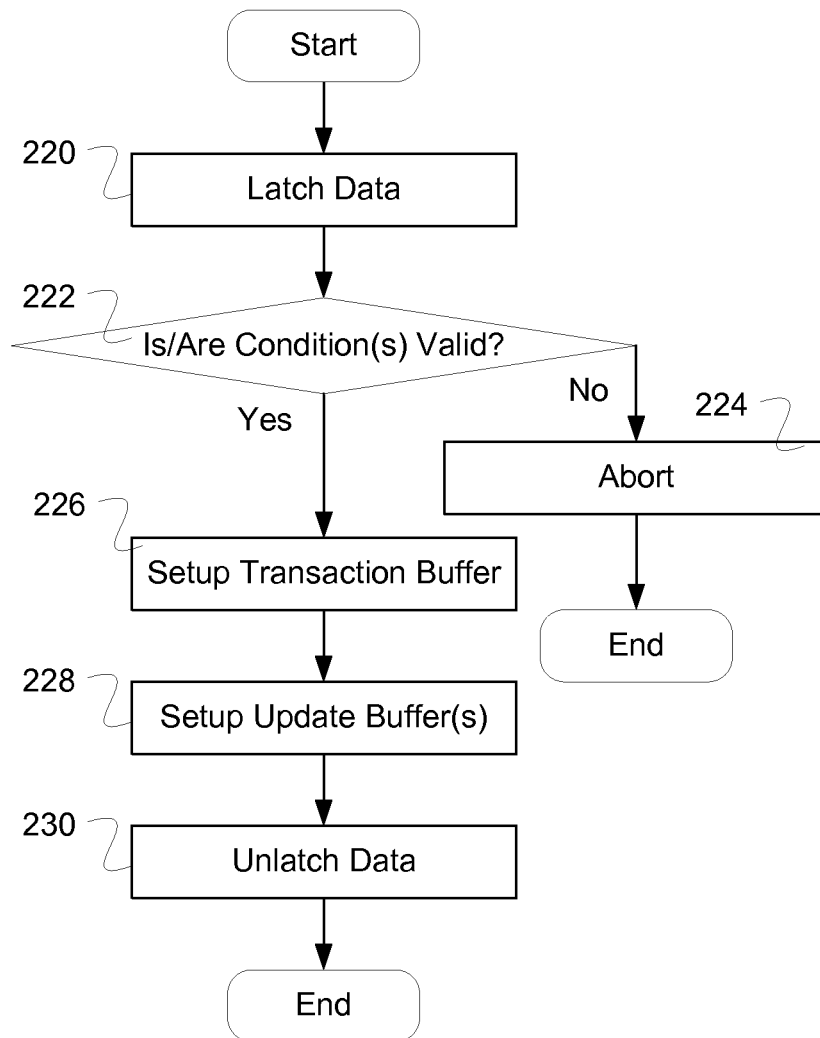 Start
220
Latch Data
222
Is/Are Condition(s) Valid?
Yes
No
224
Abort
226
Setup Transaction Buffer
End
228
Setup Update Buffer(s)
230
Unlatch Data
End